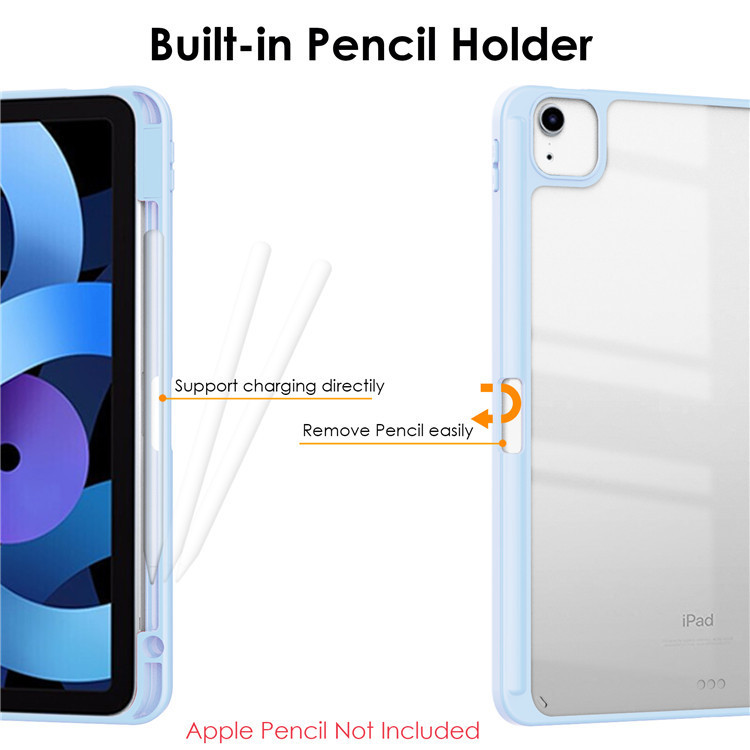 Built-in Pencil Holder
Support charging directily
Remove Pencil easily
iPad
Apple Pencil Not Included